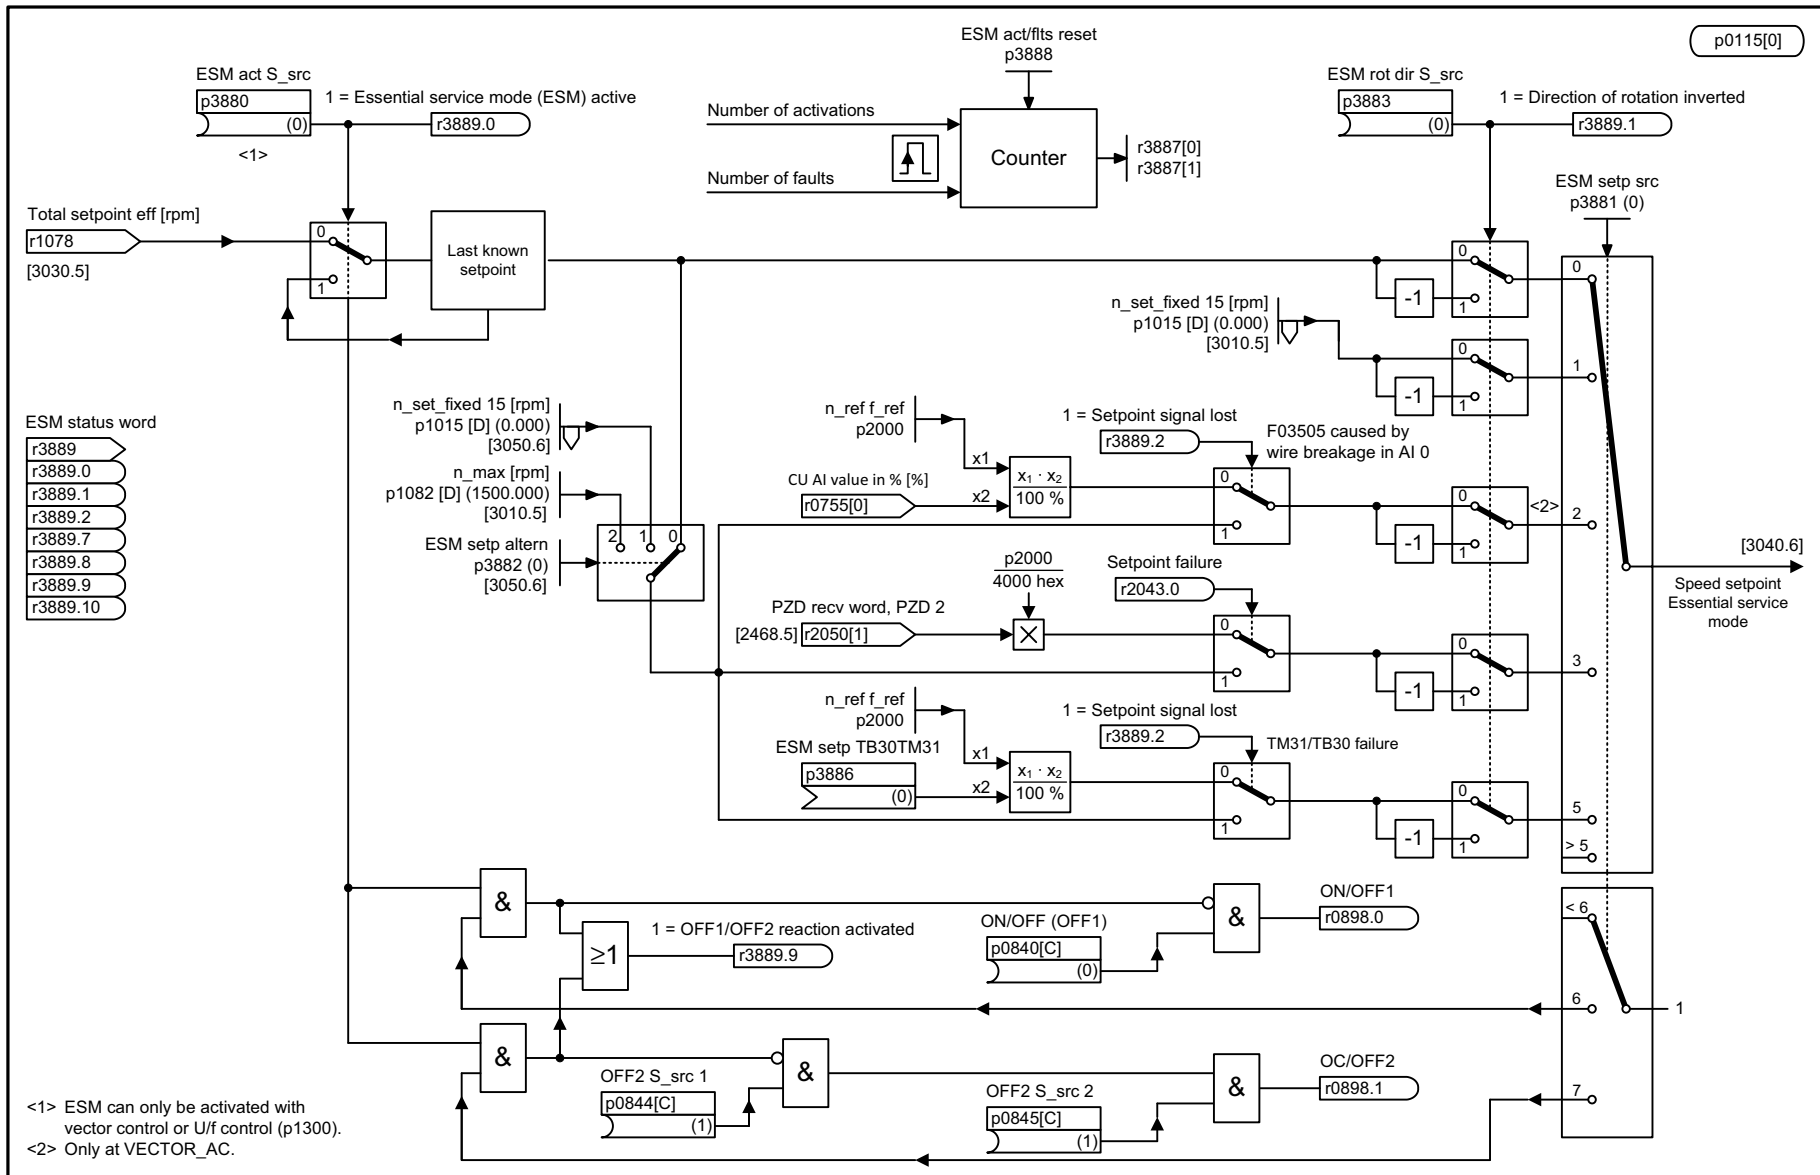 p0115[0]
ESM act/flts reset
p3888
ESM act S_src
p3880
(0)
<1>
1 = Essential service mode (ESM) active
r3889.0
Number of activations
Number of faults
Counter
r3887[0]
r3887[1]
ESM rot dir S_src
p3883
(0)
1 = Direction of rotation inverted
r3889.1
ESM setp src
p3881 (0)
Total setpoint eff [rpm]
r1078
[3030.5]
0
1
Last known
setpoint
0
-1
1
0
n_set_fixed 15 [rpm]
p1015 [D] (0.000)
[3010.5]
0
-1
1
1
ESM status word
r3889
r3889.0
r3889.1
r3889.2
r3889.7
r3889.8
r3889.9
r3889.10
n_set_fixed 15 [rpm]
p1015 [D] (0.000)
[3050.6]
n_max [rpm]
p1082 [D] (1500.000)
[3010.5]
ESM setp altern
p3882 (0)
[3050.6]
2 1 0
n_ref f_ref
p2000
x1
CU AI value in % [%]
r0755[0]
x2
x1 · x2
100 %
1 = Setpoint signal lost
r3889.2
F03505 caused by
wire breakage in AI 0
0
1
0
-1
1
<2>
2
p2000
4000 hex
PZD recv word, PZD 2
[2468.5] r2050[1]
Setpoint failure
r2043.0
0
1
0
-1
1
3
[3040.6]
Speed setpoint
Essential service
mode
n_ref f_ref
p2000
x1
ESM setp TB30TM31
p3886
(0)
x2
x1 · x2
100 %
1 = Setpoint signal lost
r3889.2
TM31/TB30 failure
0
1
0
-1
1
5
> 5
&
≥1
1 = OFF1/OFF2 reaction activated
r3889.9
ON/OFF (OFF1)
p0840[C]
(0)
&
ON/OFF1
r0898.0
< 6
6
1
&
OFF2 S_src 1
p0844[C]
(1)
&
OFF2 S_src 2
p0845[C]
(1)
&
OC/OFF2
r0898.1
7
<1> ESM can only be activated with
vector control or U/f control (p1300).
<2> Only at VECTOR_AC.